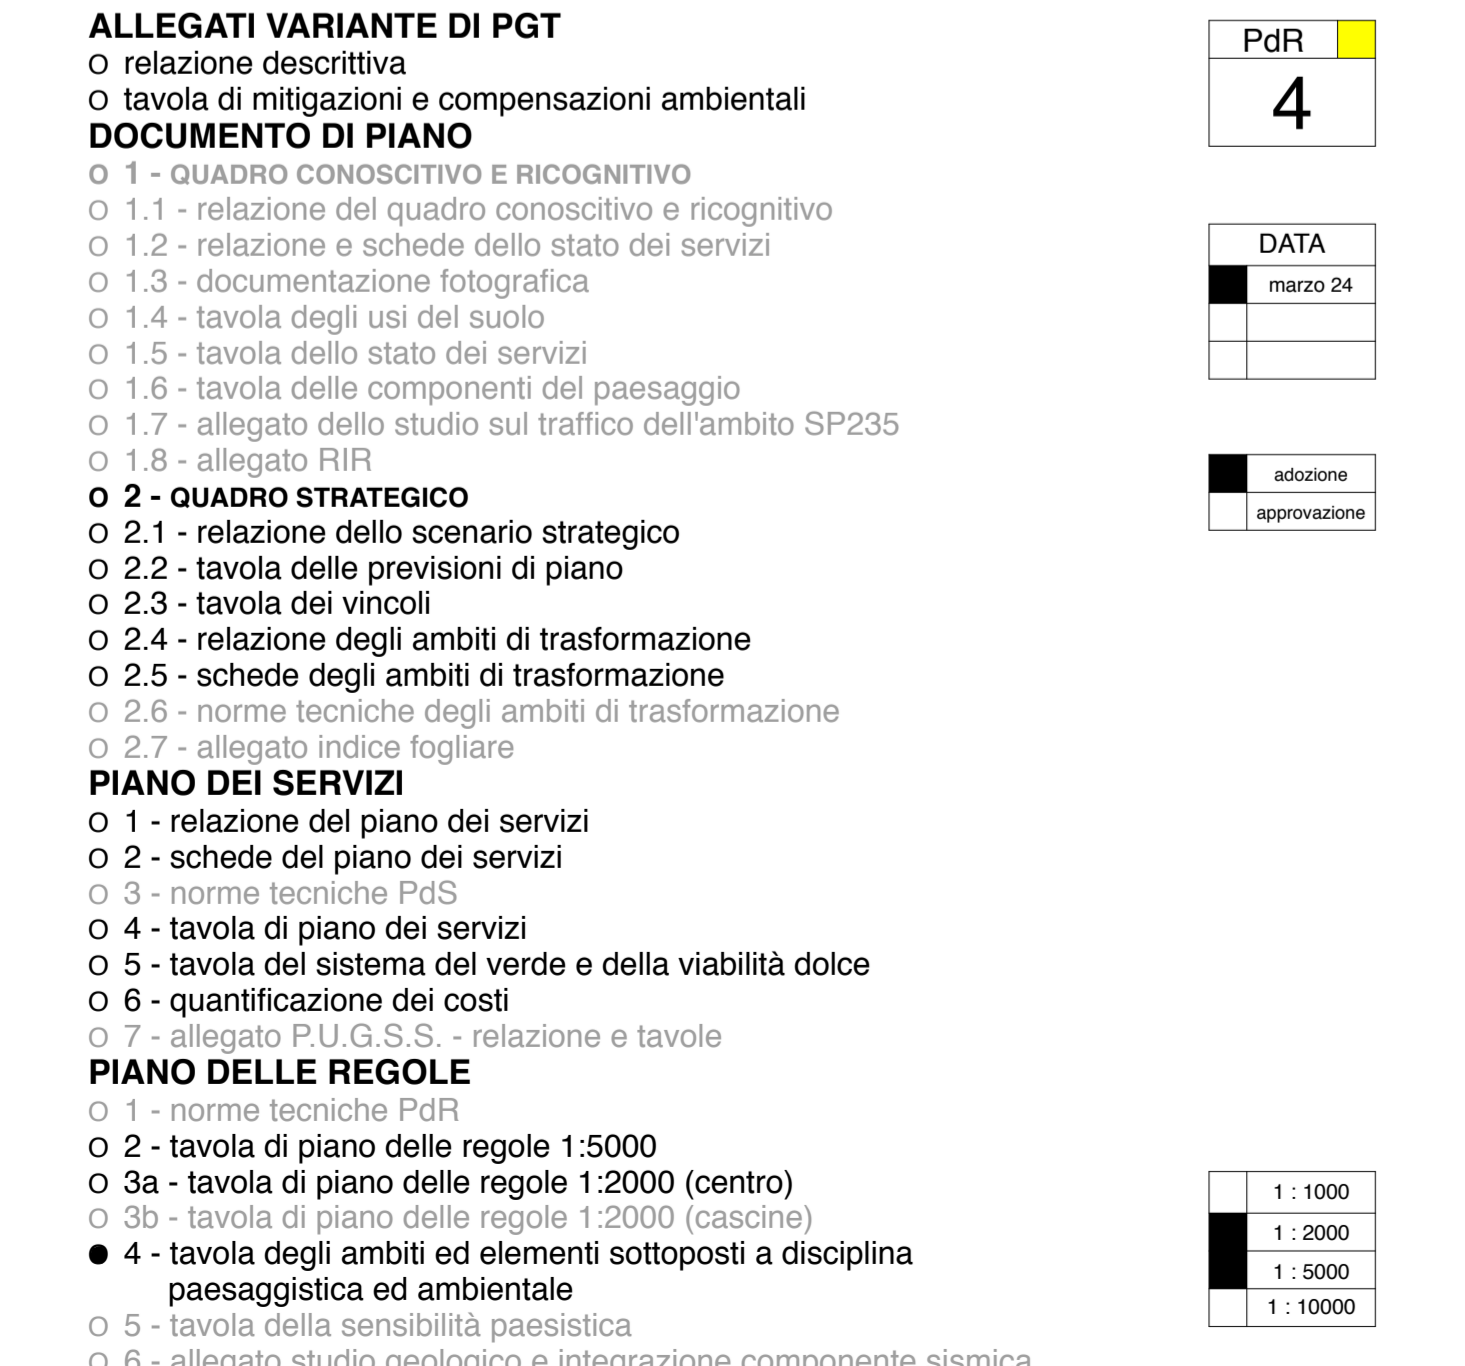 ALLEGATI VARIANTE DI PGT
O relazione descrittiva
O tavola di mitigazioni e compensazioni ambientali
DOCUMENTO DI PIANO
O 1 - QUADRO CONOSCITIVO E RICOGNITIVO
O 1.1 - relazione del quadro conoscitivo e ricognitivo
O 1.2 - relazione e schede dello stato dei servizi
O 1.3 - documentazione fotografica
O 1.4 - tavola degli usi del suolo
O 1.5 - tavola dello stato dei servizi
O 1.6 - tavola delle componenti del paesaggio
O 1.7 - allegato dello studio sul traffico dell'ambito SP235
O 1.8 - allegato RIR
O 2 - QUADRO STRATEGICO
O 2.1 - relazione dello scenario strategico
O 2.2 - tavola delle previsioni di piano
O 2.3 - tavola dei vincoli
O 2.4 - relazione degli ambiti di trasformazione
O 2.5 - schede degli ambiti di trasformazione
O 2.6 - norme tecniche degli ambiti di trasformazione
O 2.7 - allegato indice fogliare
PIANO DEI SERVIZI
O 1 - relazione del piano dei servizi
O 2 - schede del piano dei servizi
O 3 - norme tecniche PdS
O 4 - tavola di piano dei servizi
O 5 - tavola del sistema del verde e della viabilità dolce
O 6 - quantificazione dei costi
O 7 - allegato P.U.G.S.S. - relazione e tavole
PIANO DELLE REGOLE
O 1 - norme tecniche PdR
O 2 - tavola di piano delle regole 1:5000
O 3a - tavola di piano delle regole 1:2000 (centro)
O 3b - tavola di piano delle regole 1:2000 (cascine)
● 4 - tavola degli ambiti ed elementi sottoposti a disciplina
paesaggistica ed ambientale
O 5 - tavola della sensibilità paesistica
O 6 - allegato studio geologico e integrazione componente sismica
PdR
4
DATA
marzo 24
adozione
approvazione
1 : 1000
1 : 2000
1 : 5000
1 : 10000